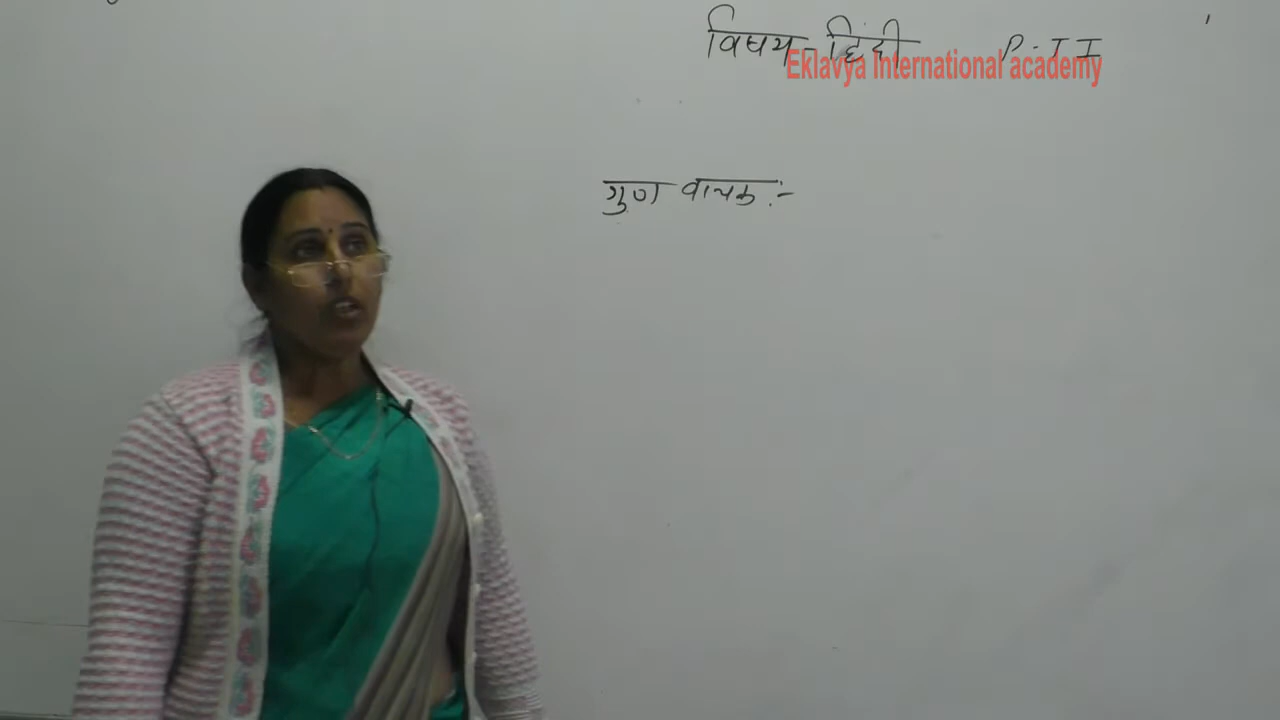 विषय - हिंदी P-II
Eklavya International academy
गुण वाचक :-